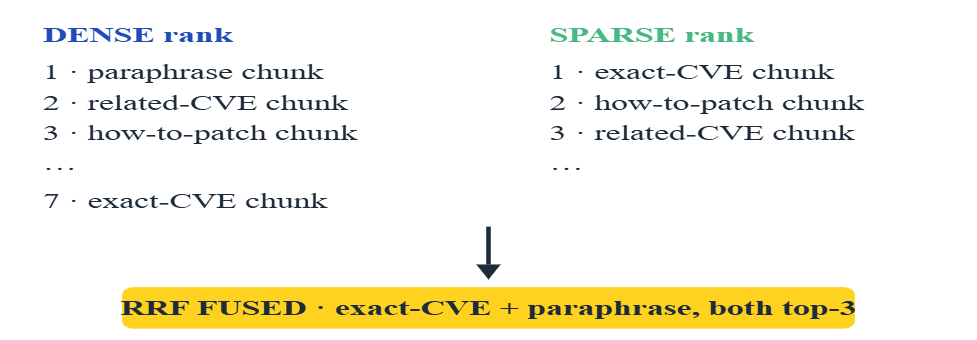 DENSE rank
1 · paraphrase chunk
2 · related-CVE chunk
3 · how-to-patch chunk
...
7 · exact-CVE chunk
SPARSE rank
1 · exact-CVE chunk
2 · how-to-patch chunk
3 · related-CVE chunk
...
RRF FUSED · exact-CVE + paraphrase, both top-3